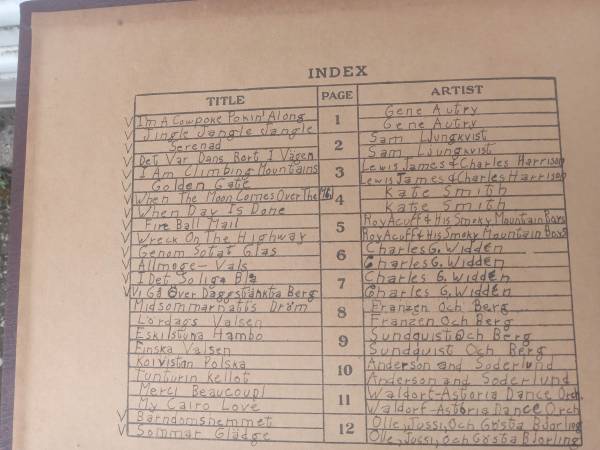 INDEX
TITLE PAGE ARTIST
I'm A Cowpoke Pokin' Along 1 Gene Autry
Jingle Jangle Jangle Gene Autry
Serenad 2 Sam Ljungkvist
Det Var Dans Bort I Vägen Sam Ljungkvist
I Am Climbing Mountains 3 Lewis James & Charles Harrison
Golden Gate Lewis James & Charles Harrison
When The Moon Comes Over The Mt. 4 Kate Smith
When Day Is Done Kate Smith
Fire Ball Mail 5 Roy Acuff & His Smoky Mountain Boys
Wreck On The Highway Roy Acuff & His Smoky Mountain Boys
Genom Sotat Glas 6 Charles G. Widden
Allmoge-Vals Charles G. Widden
I Det Soliga Blå 7 Charles G. Widden
Vi Gå Över Daggstänkta Berg Charles G. Widden
Midsommarnatts Dröm 8 Franzen Och Berg
Lördags Valsen Franzen Och Berg
Eskilstuna Hambo 9 Sundquist Och Berg
Finska Valsen Sundquist Och Berg
Koiviston Polska 10 Anderson and Soderlund
Tunturin Kellot Anderson and Soderlund
Merci Beaucoup! 11 Waldorf-Astoria Dance Orch.
My Cairo Love Waldorf-Astoria Dance Orch
Barndomshemmet 12 Olle, Jussi, Och Gösta Bjorling
Sommar Glädge Olle, Jussi, Och Gösta Bjorling